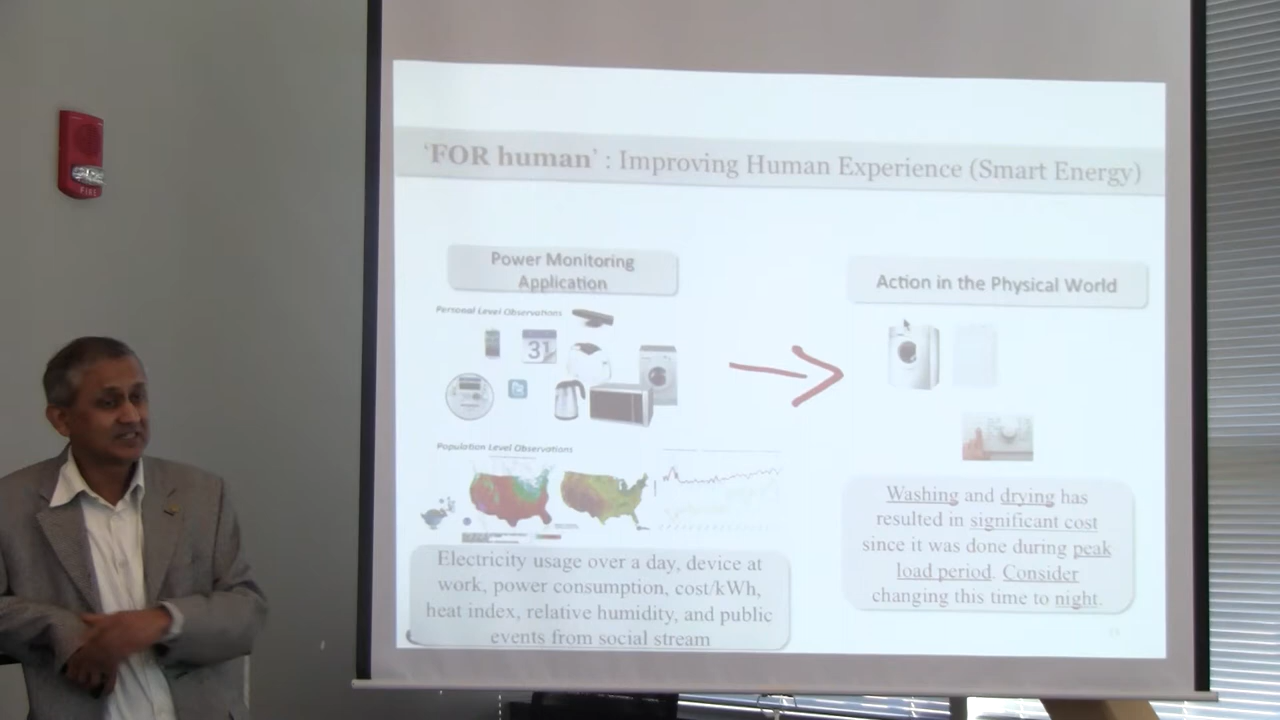 FIRE
'FOR human' : Improving Human Experience (Smart Energy)
Power Monitoring
Application
Personal Level Observations
31
Population Level Observations
Electricity usage over a day, device at
work, power consumption, cost/kWh,
heat index, relative humidity, and public
events from social stream
Action in the Physical World
Washing and drying has
resulted in significant cost
since it was done during peak
load period. Consider
changing this time to night.